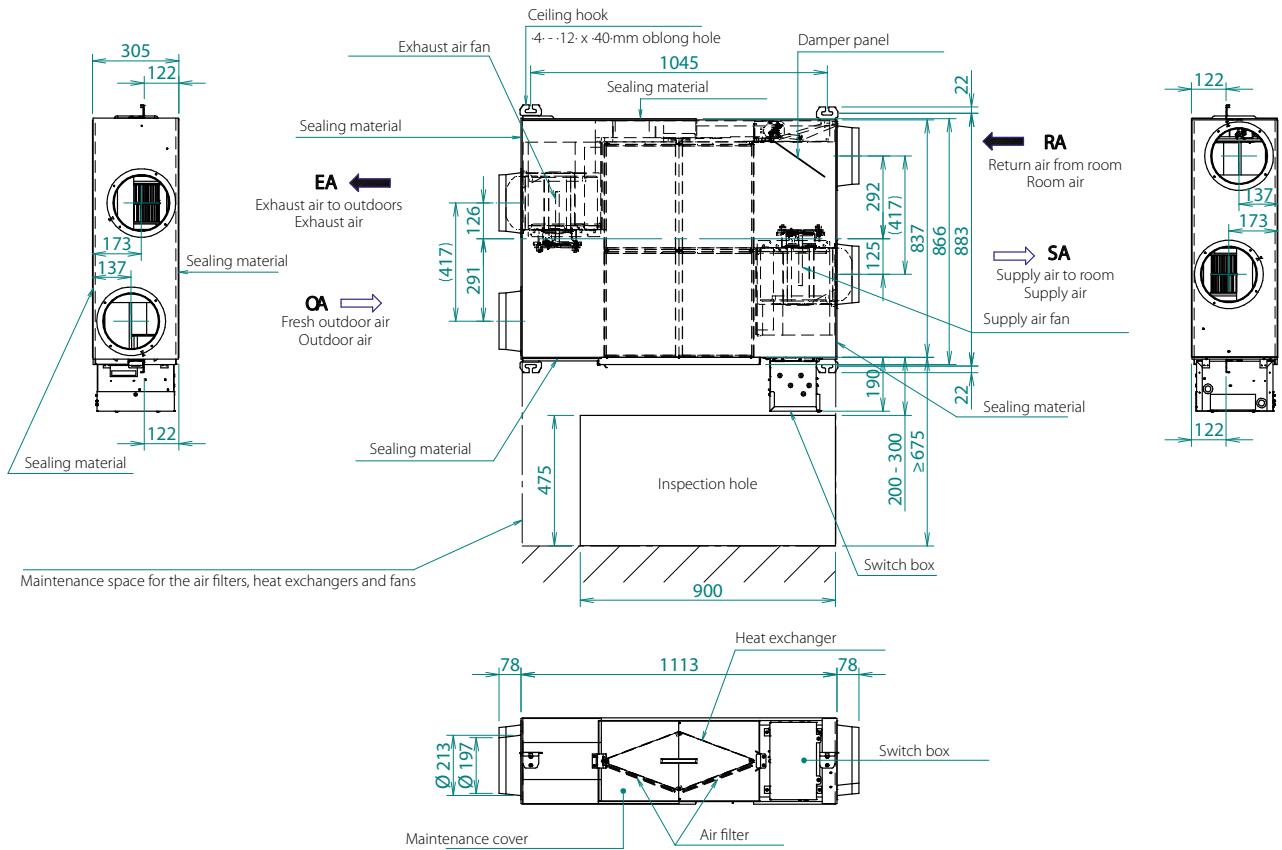 Ceiling hook
·4· - ·12· x ·40·mm oblong hole
Exhaust air fan
Damper panel
305
122
1045
22
122
Sealing material
Sealing material
RA
Return air from room
Room air
EA
Exhaust air to outdoors
Exhaust air
126
(417)
291
292
(417)
125
837
866
883
137
173
173
137
Sealing material
SA
Supply air to room
Supply air
OA
Fresh outdoor air
Outdoor air
Supply air fan
190
22
Sealing material
122
122
Sealing material
Sealing material
475
Inspection hole
200 - 300
≥675
Switch box
Maintenance space for the air filters, heat exchangers and fans
900
Heat exchanger
78
1113
78
Ø 213
Ø 197
Switch box
Maintenance cover
Air filter